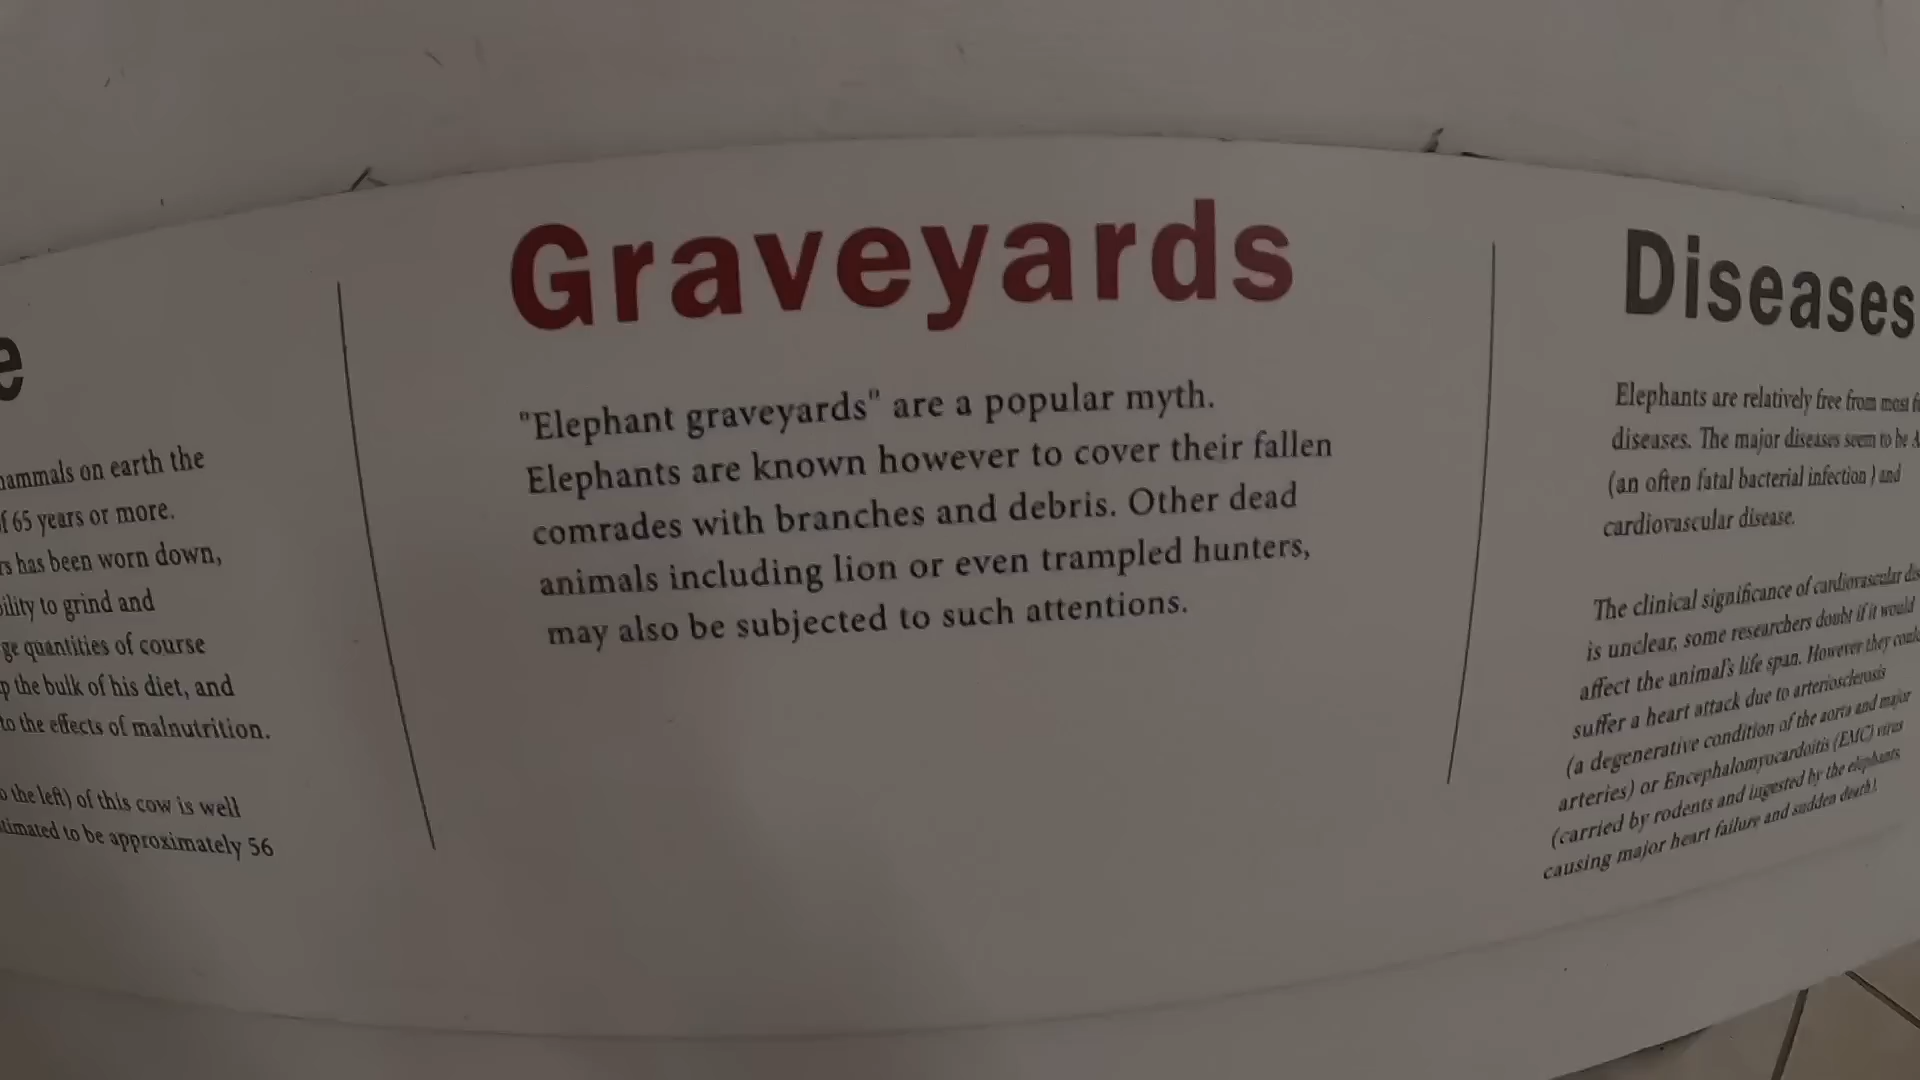 e
mammals on earth the
f 65 years or more.
rs has been worn down,
ility to grind and
ge quantities of course
p the bulk of his diet, and
to the effects of malnutrition.
o the left) of this cow is well
timated to be approximately 56
Graveyards
"Elephant graveyards" are a popular myth.
Elephants are known however to cover their fallen
comrades with branches and debris. Other dead
animals including lion or even trampled hunters,
may also be subjected to such attentions.
Diseases
Elephants are relatively free from most
diseases. The major diseases seem to be
(an often fatal bacterial infection ) and
cardiovascular disease.
The clinical significance of cardiovascular dis
is unclear, some researchers doubt if it would
affect the animal's life span. However they coul
suffer a heart attack due to arteriosclerosis
(a degenerative condition of the aorta and major
arteries) or Encephalomyocardoitis (EMC) virus
(carried by rodents and ingested by the elephants,
causing major heart failure and sudden death).